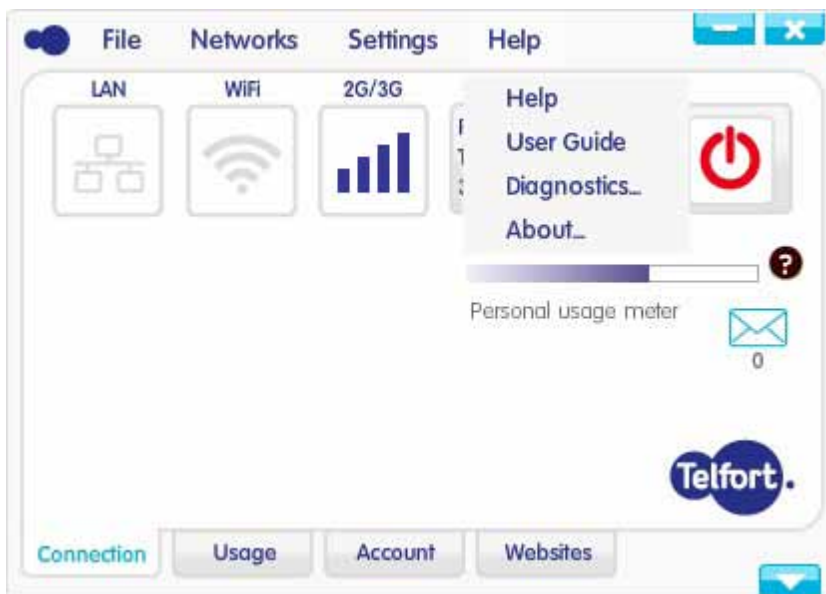 File Networks Settings Help
LAN WiFi 2G/3G
Help
User Guide
Diagnostics...
About...
?
Personal usage meter
0
Telfort.
Connection Usage Account Websites